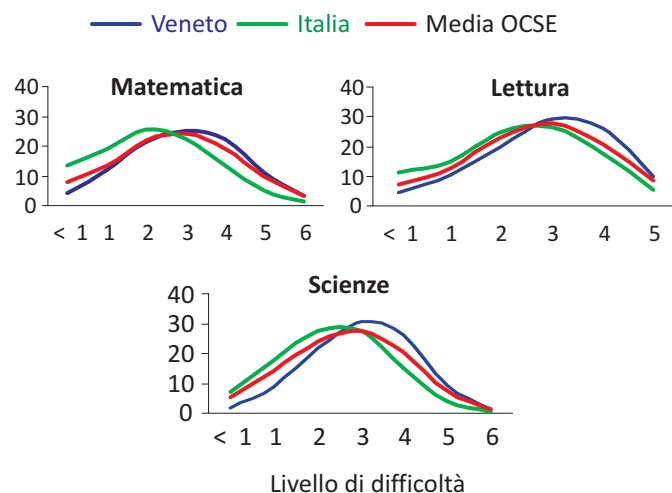 Veneto Italia Media OCSE
Matematica
40
30
20
10
0
< 1 1 2 3 4 5 6
Lettura
40
30
20
10
0
< 1 1 2 3 4 5
Scienze
40
30
20
10
0
< 1 1 2 3 4 5 6
Livello di difficoltà